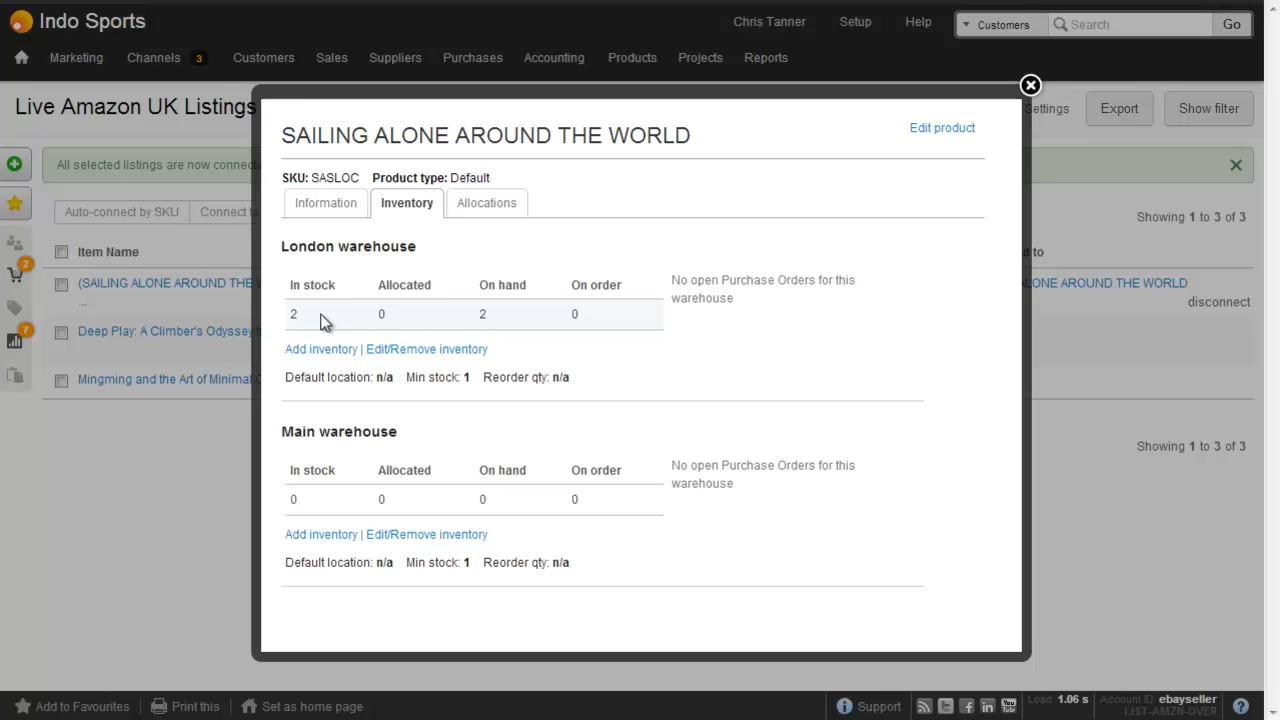 Indo Sports
Chris Tanner Setup Help Customers Search Go
Marketing Channels 3 Customers Sales Suppliers Purchases Accounting Products Projects Reports
Live Amazon UK Listings
Settings Export Show filter
SAILING ALONE AROUND THE WORLD
Edit product
All selected listings are now
SKU: SASLOC Product type: Default
Information Inventory Allocations
Auto-connect by SKU Connect
Showing 1 to 3 of 3
London warehouse
Item Name
In stock Allocated On hand On order
No open Purchase Orders for this
warehouse
(SAILING ALONE AROUND THE
...
ALONE AROUND THE WORLD
disconnect
2 0 2 0
Deep Play: A Climber's Odyssey
Add inventory | Edit/Remove inventory
Default location: n/a Min stock: 1 Reorder qty: n/a
Mingming and the Art of Minimal
Main warehouse
Showing 1 to 3 of 3
In stock Allocated On hand On order
No open Purchase Orders for this
warehouse
0 0 0 0
Add inventory | Edit/Remove inventory
Default location: n/a Min stock: 1 Reorder qty: n/a
2
7
Add to Favourites Print this Set as home page
Support Load 1.06 s Account ID: ebayseller
LIST-AMZN-OVER